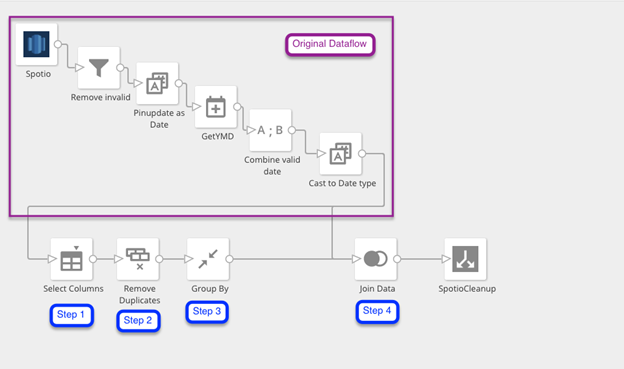 Original Dataflow
Spotio
Remove invalid
Pinupdate as
Date
GetYMD
A ; B
Combine valid
date
Cast to Date type
Select Columns
Remove
Duplicates
Group By
Join Data
SpotioCleanup
Step 1
Step 2
Step 3
Step 4